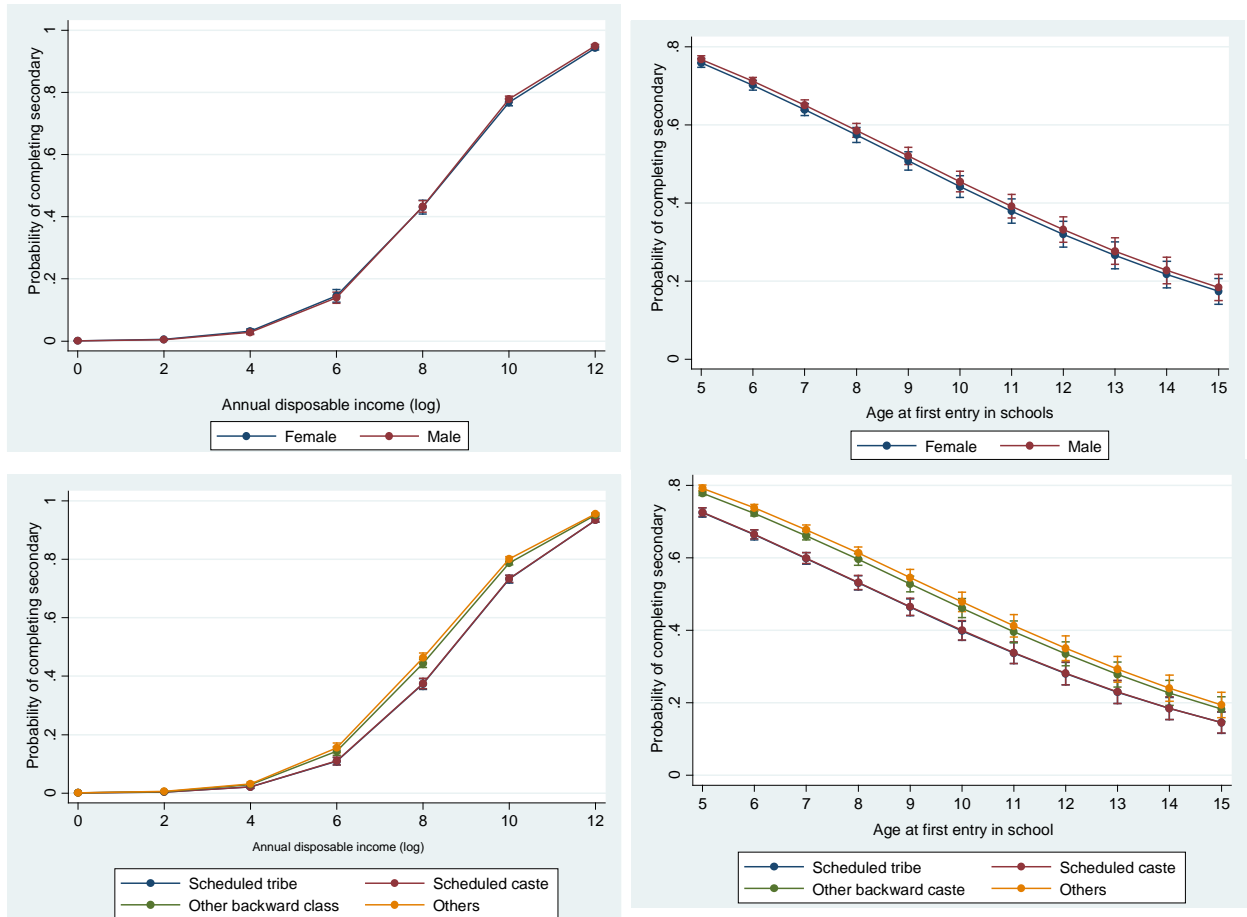 Probability of completing secondary
1
.8
.6
.4
.2
0
0 2 4 6 8 10 12
Annual disposable income (log)
Female Male
Probability of completing secondary
.8
.6
.4
.2
0
5 6 7 8 9 10 11 12 13 14 15
Age at first entry in schools
Female Male
Probability of completing secondary
1
.8
.6
.4
.2
0
0 2 4 6 8 10 12
Annual disposable income (log)
Scheduled tribe Scheduled caste
Other backward class Others
Probability of completing secondary
.8
.6
.4
.2
0
5 6 7 8 9 10 11 12 13 14 15
Age at first entry in school
Scheduled tribe Scheduled caste
Other backward caste Others